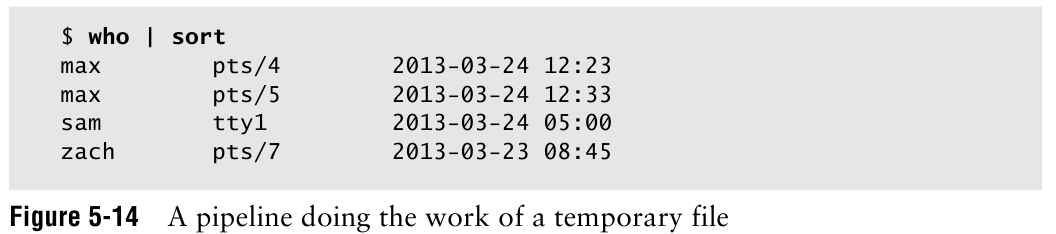 $ who | sort
max pts/4 2013-03-24 12:23
max pts/5 2013-03-24 12:33
sam tty1 2013-03-24 05:00
zach pts/7 2013-03-23 08:45
Figure 5-14 A pipeline doing the work of a temporary file